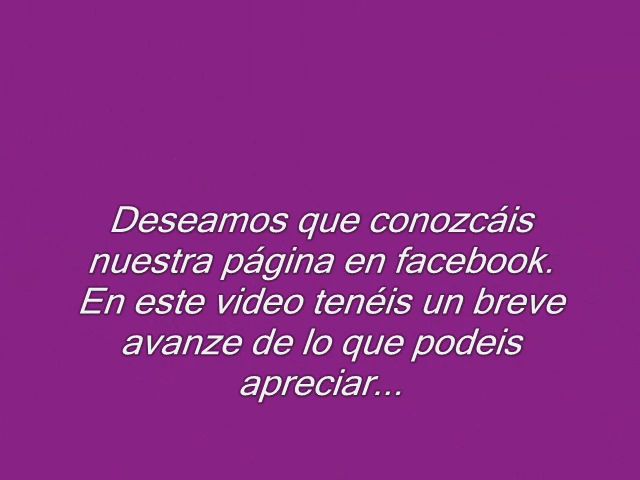 Deseamos que conozcáis
nuestra página en facebook.
En este video tenéis un breve
avanze de lo que podeis
apreciar...